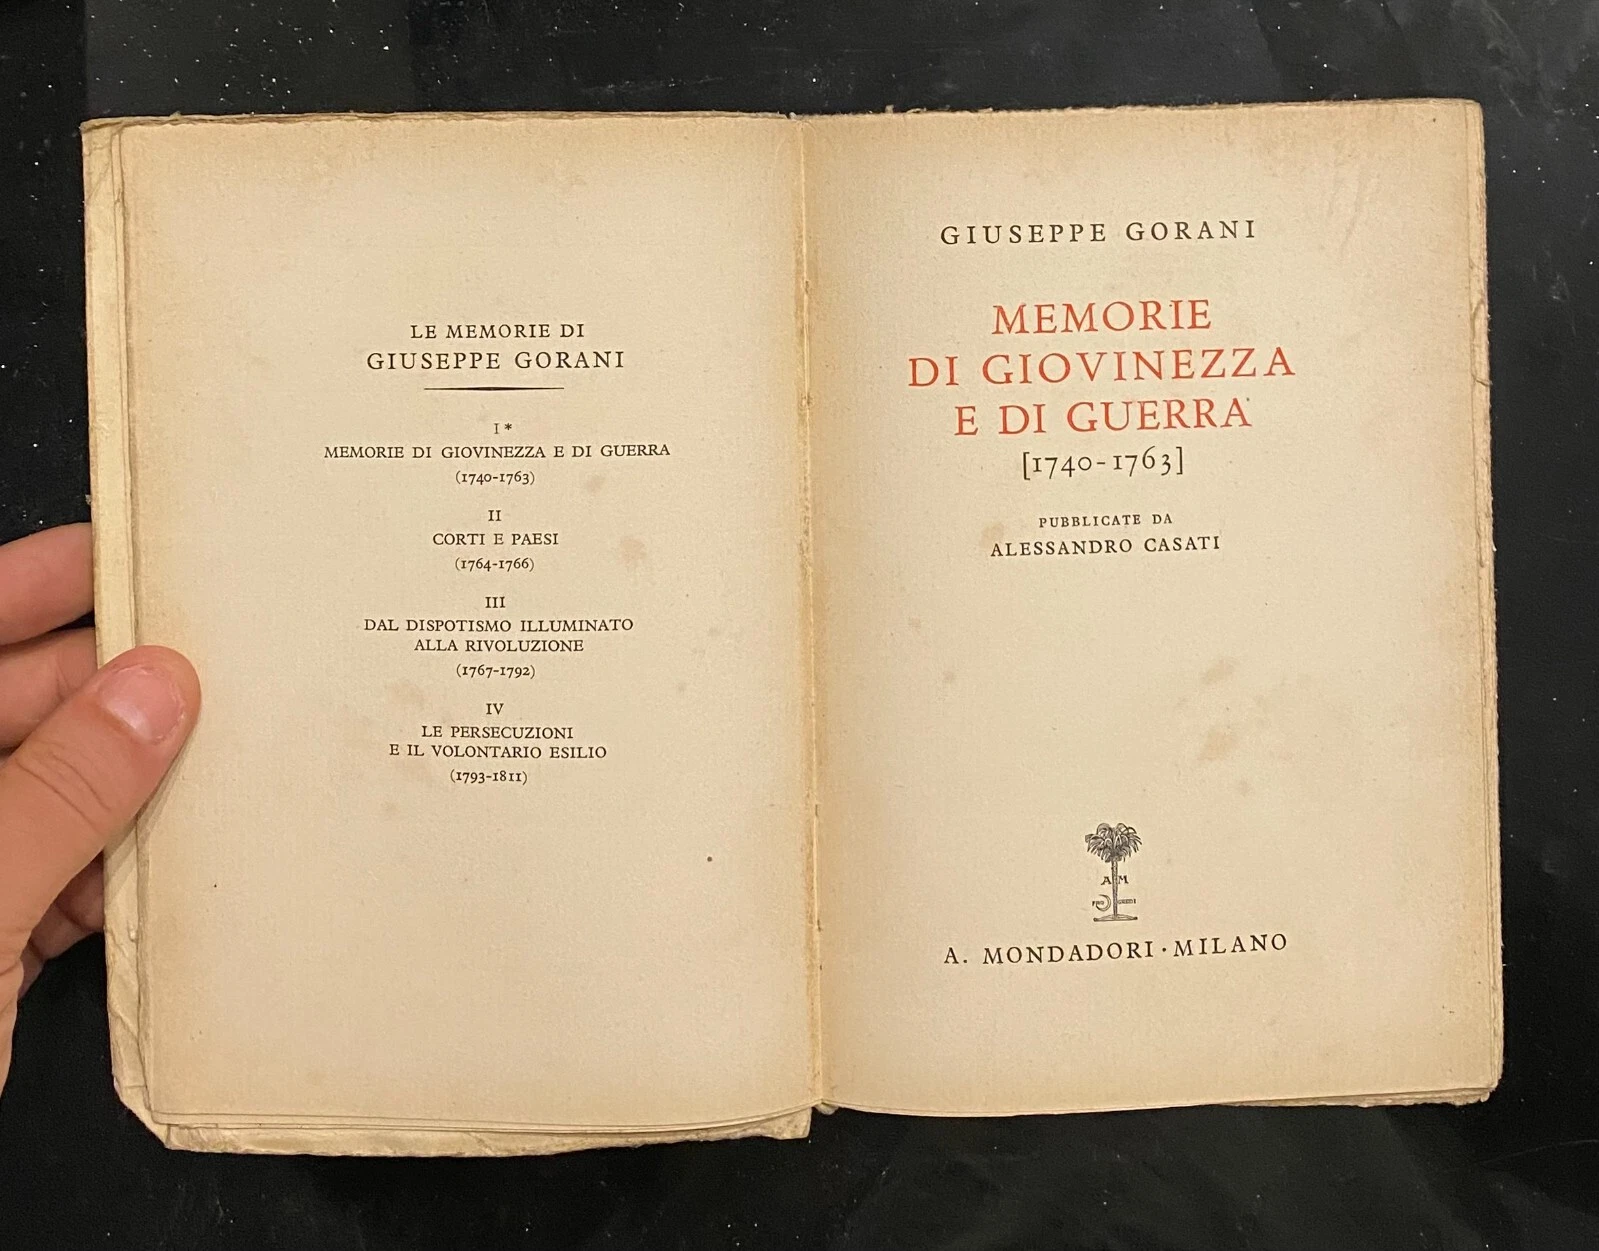 LE MEMORIE DI
GIUSEPPE GORANI
I*
MEMORIE DI GIOVINEZZA E DI GUERRA
(1740-1763)
II
CORTI E PAESI
(1764-1766)
III
DAL DISPOTISMO ILLUMINATO
ALLA RIVOLUZIONE
(1767-1792)
IV
LE PERSECUZIONI
E IL VOLONTARIO ESILIO
(1793-1811)
GIUSEPPE GORANI
MEMORIE
DI GIOVINEZZA
E DI GUERRA
[1740-1763]
PUBBLICATE DA
ALESSANDRO CASATI
A M
A. MONDADORI · MILANO